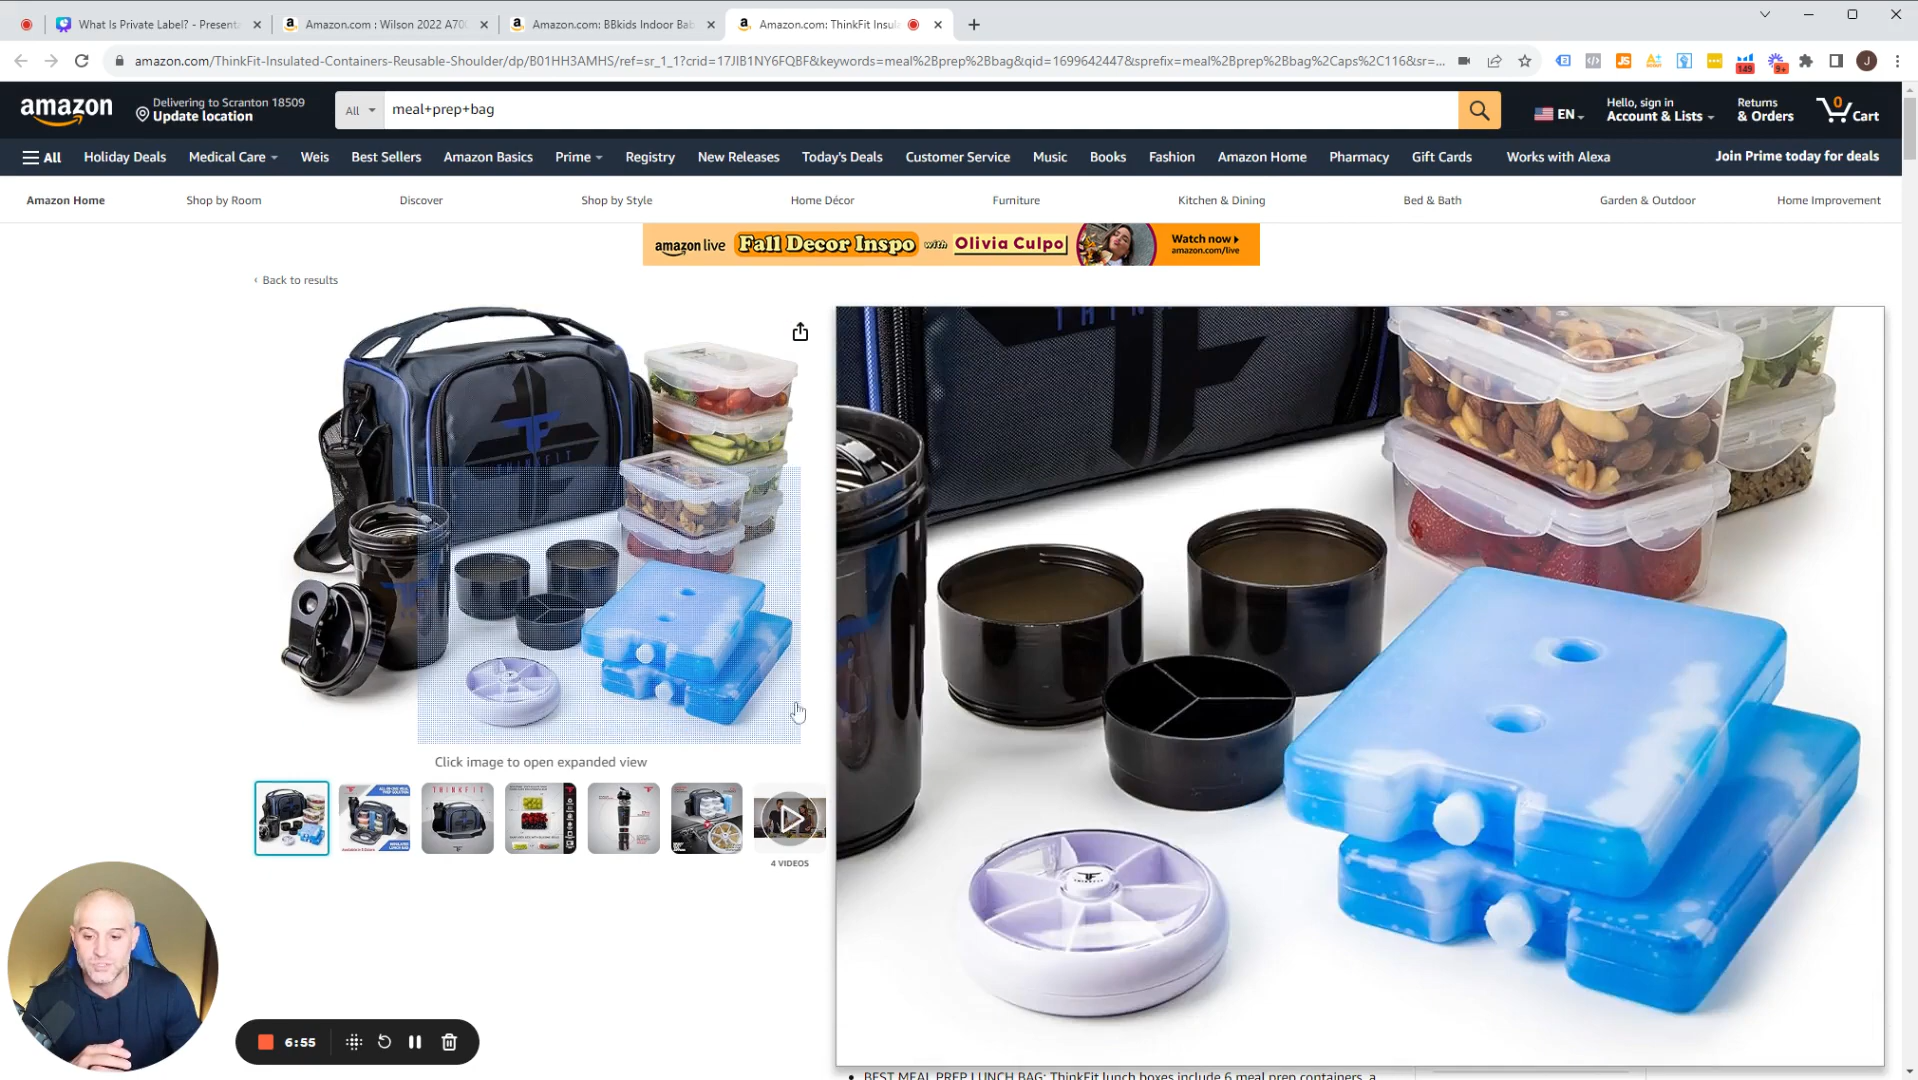 What Is Private Label? - Present
Amazon.com : Wilson 2022 A700
Amazon.com: BBkids Indoor Bab
Amazon.com: ThinkFit Insul
amazon.com/ThinkFit-Insulated-Containers-Reusable-Shoulder/dp/B01HH3AMHS/ref=sr_1_1?crid=17JIB1NY6FQBF&keywords=meal%2Bprep%2Bbag&qid=1699642447&sprefix=meal%2Bprep%2Bbag%2Caps%2C116&sr=...
149
9+
J
amazon
Delivering to Scranton 18509
Update location
All
meal+prep+bag
EN
Hello, sign in
Account & Lists
Returns
& Orders
0
Cart
All
Holiday Deals
Medical Care
Weis
Best Sellers
Amazon Basics
Prime
Registry
New Releases
Today's Deals
Customer Service
Music
Books
Fashion
Amazon Home
Pharmacy
Gift Cards
Works with Alexa
Join Prime today for deals
Amazon Home
Shop by Room
Discover
Shop by Style
Home Décor
Furniture
Kitchen & Dining
Bed & Bath
Garden & Outdoor
Home Improvement
amazon live
Fall Decor Inspo
with
Olivia Culpo
Watch now
amazon.com/live
‹ Back to results
THINKFIT
Click image to open expanded view
THINKFIT
4 VIDEOS
6:55
• BEST MEAL PREP LUNCH BAG: ThinkFit lunch boxes include 6 meal prep containers, a